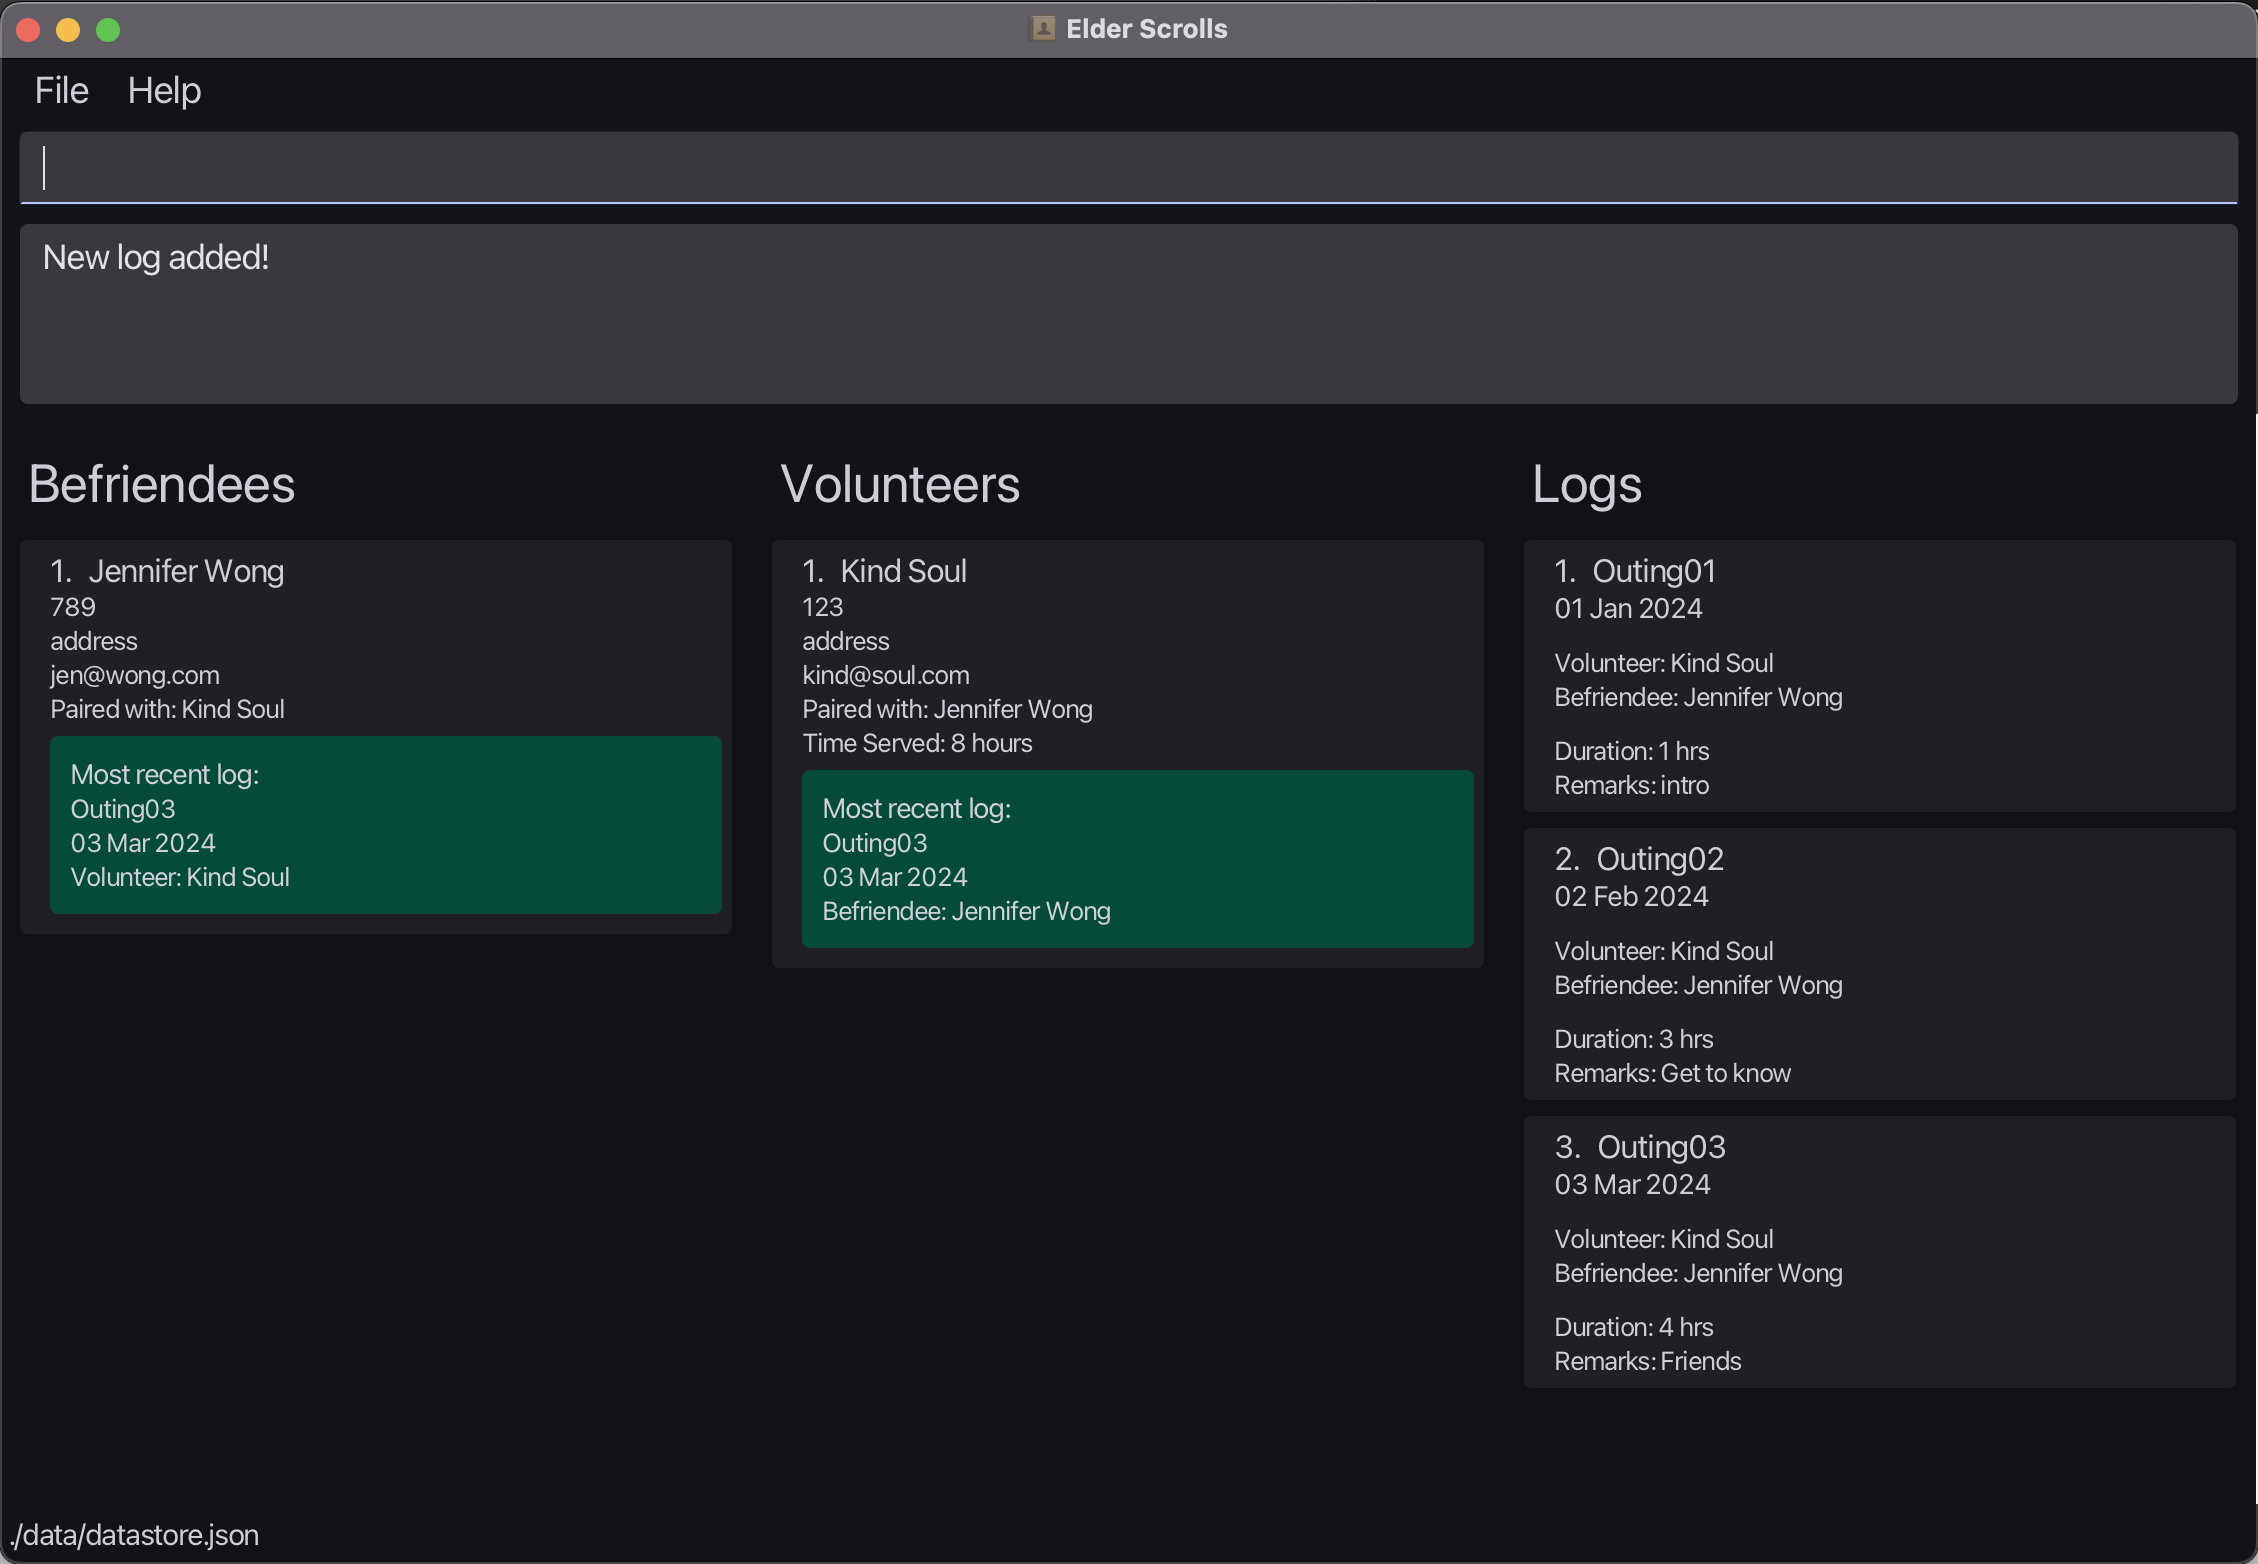 Elder Scrolls
File Help
New log added!
Befriendees
1. Jennifer Wong
789
address
jen@wong.com
Paired with: Kind Soul
Most recent log:
Outing03
03 Mar 2024
Volunteer: Kind Soul
Volunteers
1. Kind Soul
123
address
kind@soul.com
Paired with: Jennifer Wong
Time Served: 8 hours
Most recent log:
Outing03
03 Mar 2024
Befriendee: Jennifer Wong
Logs
1. Outing01
01 Jan 2024
Volunteer: Kind Soul
Befriendee: Jennifer Wong
Duration: 1 hrs
Remarks: intro
2. Outing02
02 Feb 2024
Volunteer: Kind Soul
Befriendee: Jennifer Wong
Duration: 3 hrs
Remarks: Get to know
3. Outing03
03 Mar 2024
Volunteer: Kind Soul
Befriendee: Jennifer Wong
Duration: 4 hrs
Remarks: Friends
./data/datastore.json